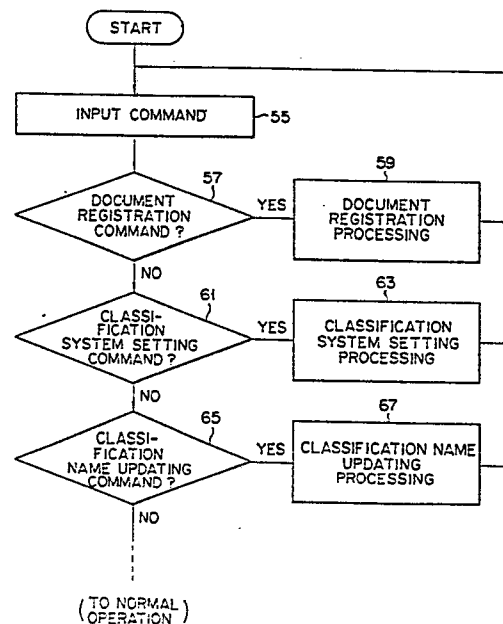 START
INPUT COMMAND
55
57
DOCUMENT
REGISTRATION
COMMAND ?
YES
59
DOCUMENT
REGISTRATION
PROCESSING
NO
61
CLASSI-
FICATION
SYSTEM SETTING
COMMAND ?
YES
63
CLASSIFICATION
SYSTEM SETTING
PROCESSING
NO
65
CLASSI-
FICATION
NAME UPDATING
COMMAND ?
YES
67
CLASSIFICATION NAME
UPDATING
PROCESSING
NO
(TO NORMAL
OPERATION)